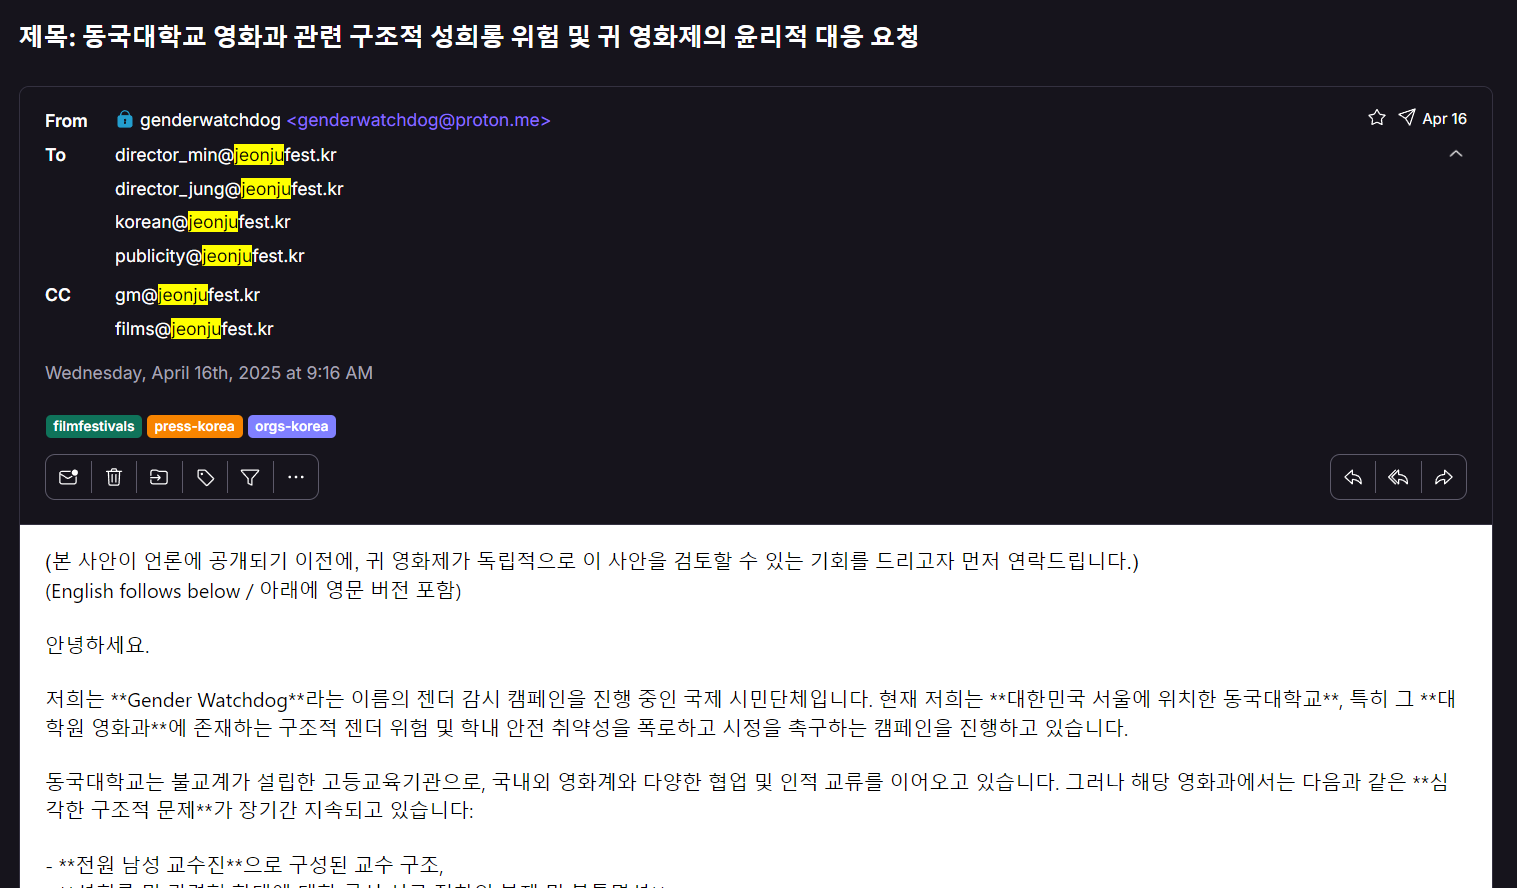 제목: 동국대학교 영화과 관련 구조적 성희롱 위험 및 귀 영화제의 윤리적 대응 요청
From genderwatchdog <genderwatchdog@proton.me> Apr 16
To director_min@jeonjufest.kr
director_jung@jeonjufest.kr
korean@jeonjufest.kr
publicity@jeonjufest.kr
CC gm@jeonjufest.kr
films@jeonjufest.kr
Wednesday, April 16th, 2025 at 9:16 AM
filmfestivals press-korea orgs-korea
(본 사안이 언론에 공개되기 이전에, 귀 영화제가 독립적으로 이 사안을 검토할 수 있는 기회를 드리고자 먼저 연락드립니다.)
(English follows below / 아래에 영문 버전 포함)
안녕하세요.
저희는 **Gender Watchdog**라는 이름의 젠더 감시 캠페인을 진행 중인 국제 시민단체입니다. 현재 저희는 **대한민국 서울에 위치한 동국대학교**, 특히 그 **대
학원 영화과**에 존재하는 구조적 젠더 위험 및 학내 안전 취약성을 폭로하고 시정을 촉구하는 캠페인을 진행하고 있습니다.
동국대학교는 불교계가 설립한 고등교육기관으로, 국내외 영화계와 다양한 협업 및 인적 교류를 이어오고 있습니다. 그러나 해당 영화과에서는 다음과 같은 **심
각한 구조적 문제**가 장기간 지속되고 있습니다:
- **전원 남성 교수진**으로 구성된 교수 구조,